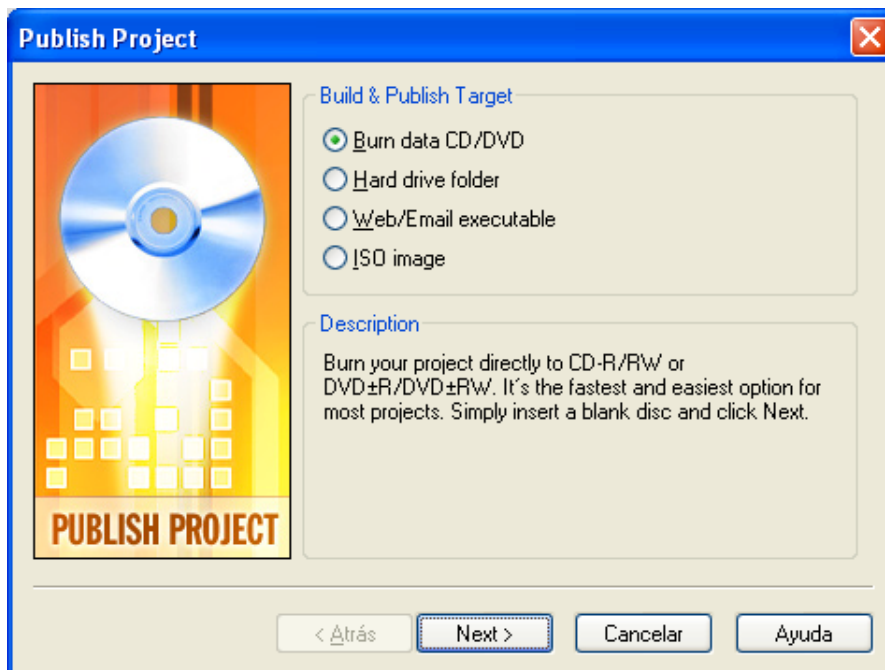 Publish Project
Build & Publish Target
Burn data CD/DVD
Hard drive folder
Web/Email executable
ISO image
Description
Burn your project directly to CD-R/RW or
DVD±R/DVD±RW. It´s the fastest and easiest option for
most projects. Simply insert a blank disc and click Next.
PUBLISH PROJECT
< Atrás
Next >
Cancelar
Ayuda